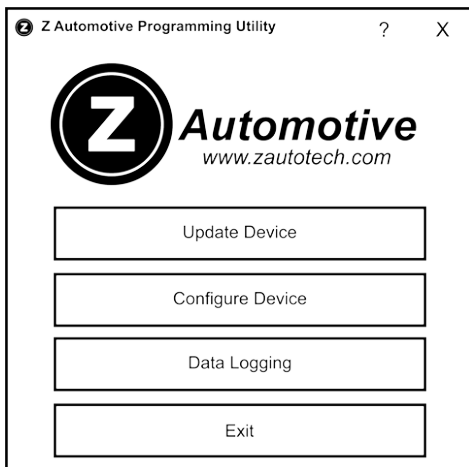 Z Z Automotive Programming Utility ? X
Z Automotive
www.zautotech.com
Update Device
Configure Device
Data Logging
Exit